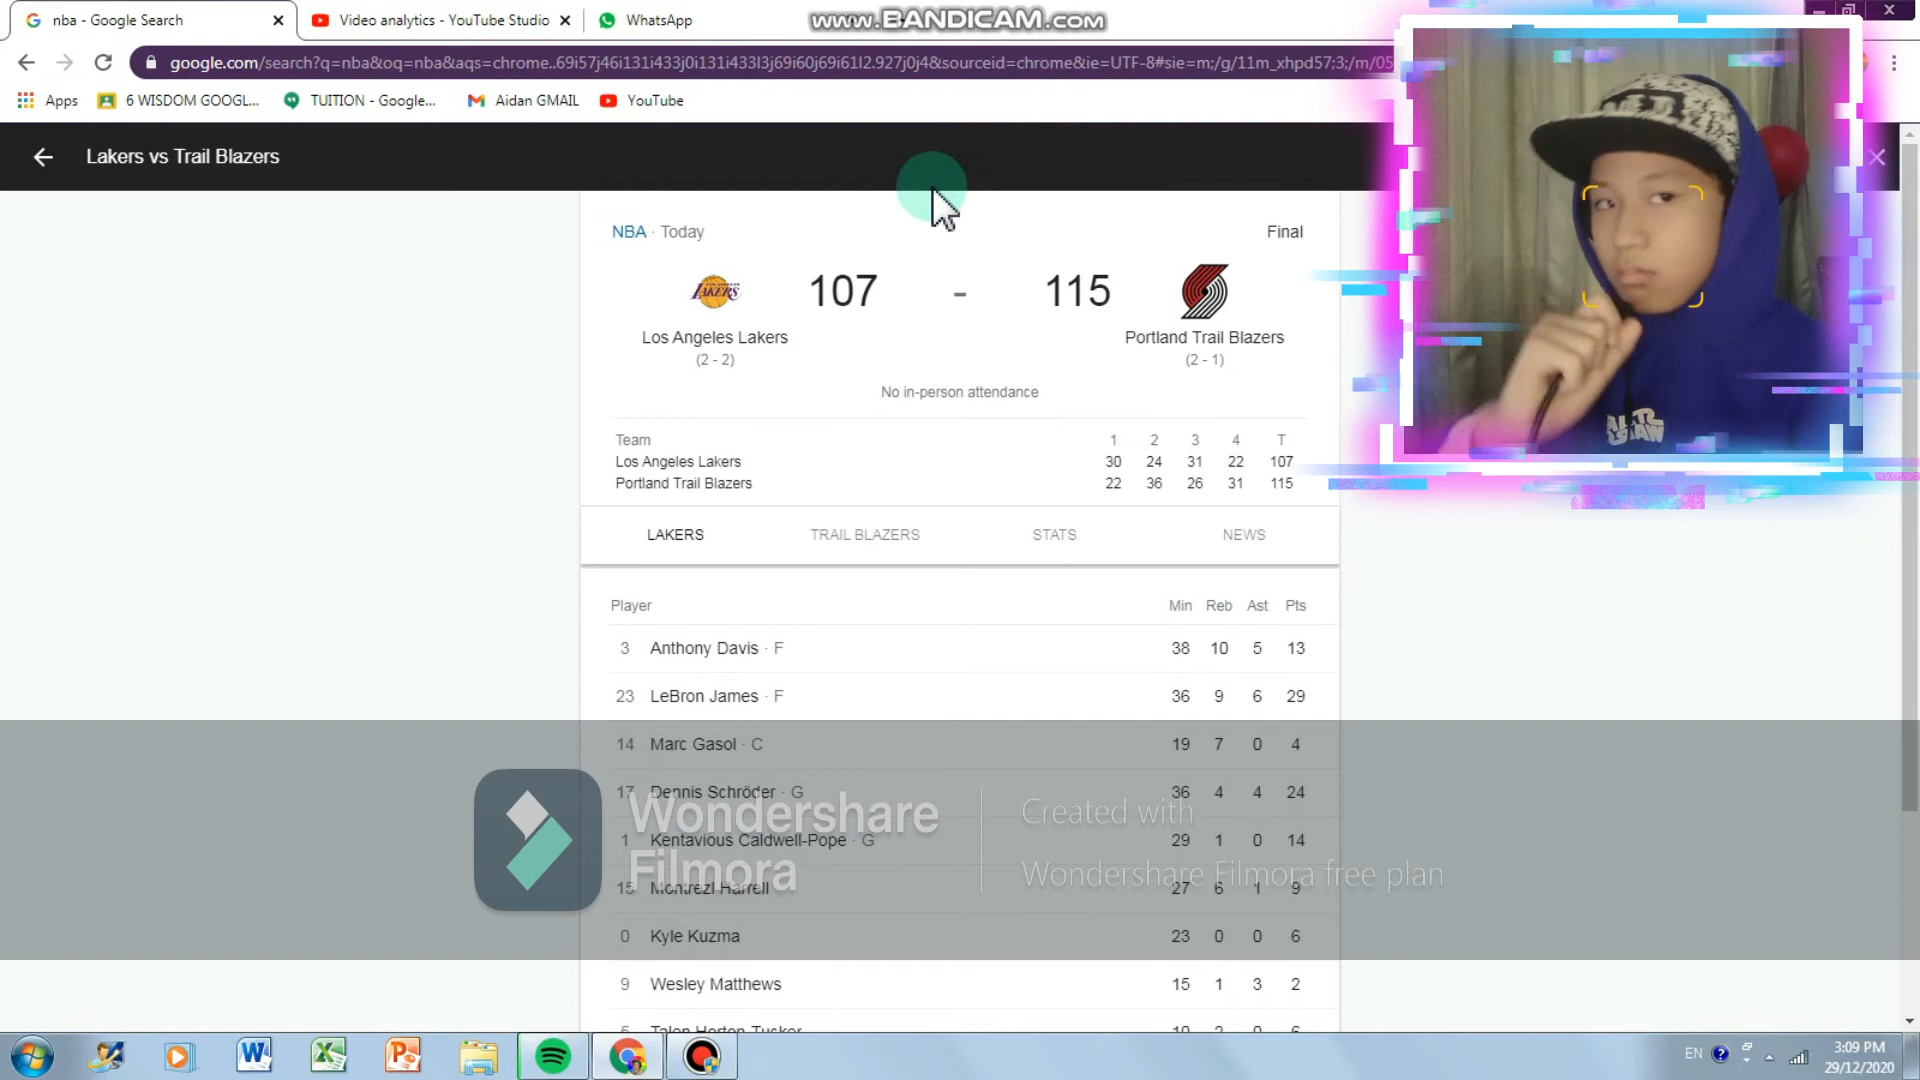 nba - Google Search
Video analytics - YouTube Studio
WhatsApp
www.BANDICAM.com
google.com/search?q=nba&oq=nba&aqs=chrome..69i57j46i131i433j0i131i433l3j69i60j69i61l2.927j0j4&sourceid=chrome&ie=UTF-8#sie=m;/g/11m_xhpd57;3;/m/05
Apps
6 WISDOM GOOGL...
TUITION - Google...
Aidan GMAIL
YouTube
Lakers vs Trail Blazers
NBA · Today
Final
LAKERS
107 - 115
Los Angeles Lakers
Portland Trail Blazers
(2 - 2)
(2 - 1)
No in-person attendance
Team 1 2 3 4 T
Los Angeles Lakers 30 24 31 22 107
Portland Trail Blazers 22 36 26 31 115
LAKERS TRAIL BLAZERS STATS NEWS
Player Min Reb Ast Pts
3 Anthony Davis · F 38 10 5 13
23 LeBron James · F 36 9 6 29
14 Marc Gasol · C 19 7 0 4
17 Dennis Schröder · G 36 4 4 24
1 Kentavious Caldwell-Pope · G 29 1 0 14
15 Montrezl Harrell 27 6 1 9
0 Kyle Kuzma 23 0 0 6
9 Wesley Matthews 15 1 3 2
Talen Horton-Tucker
Wondershare
Filmora
Created with
Wondershare Filmora free plan
EN
3:09 PM
29/12/2020